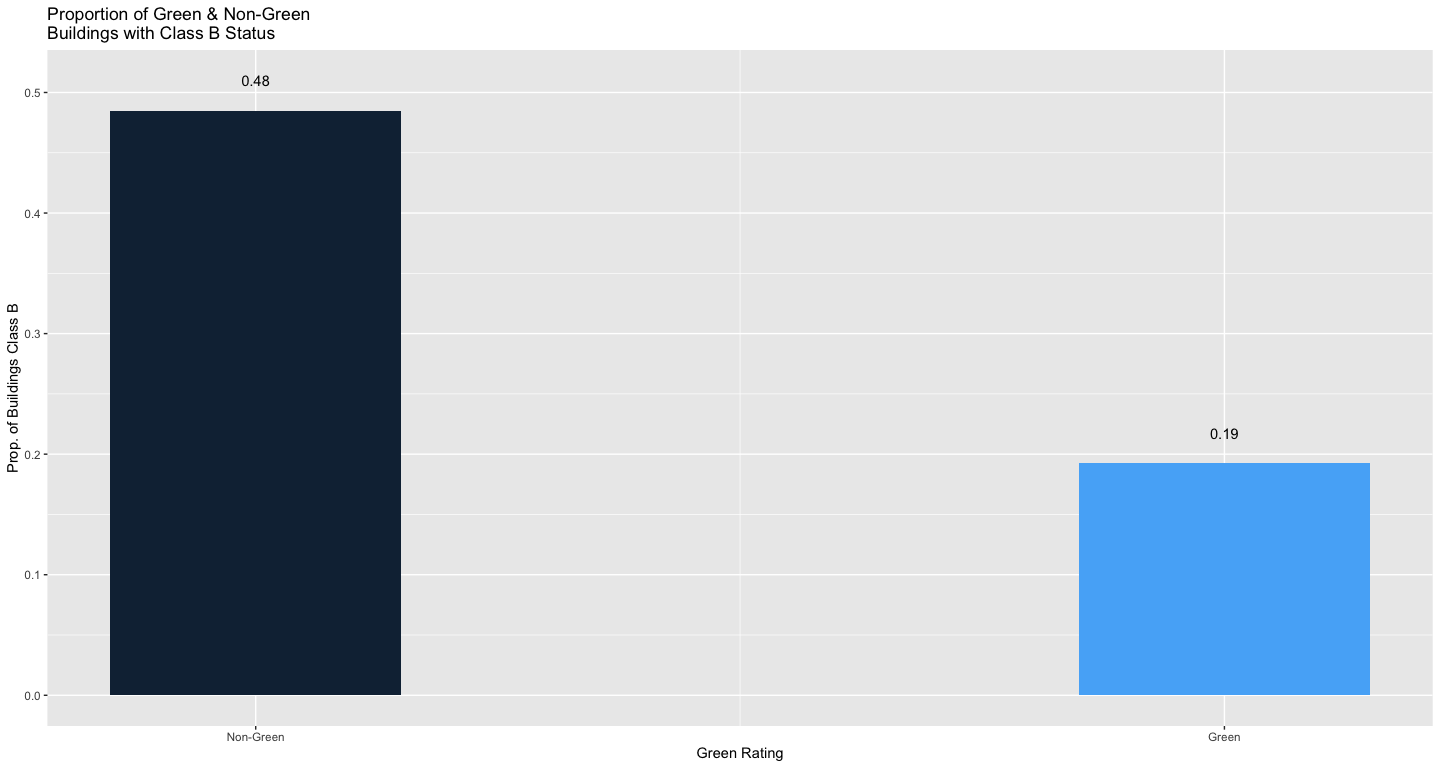 Proportion of Green & Non-Green
Buildings with Class B Status
0.48
0.19
0.5
0.4
0.3
0.2
0.1
0.0
Prop. of Buildings Class B
Non-Green
Green
Green Rating